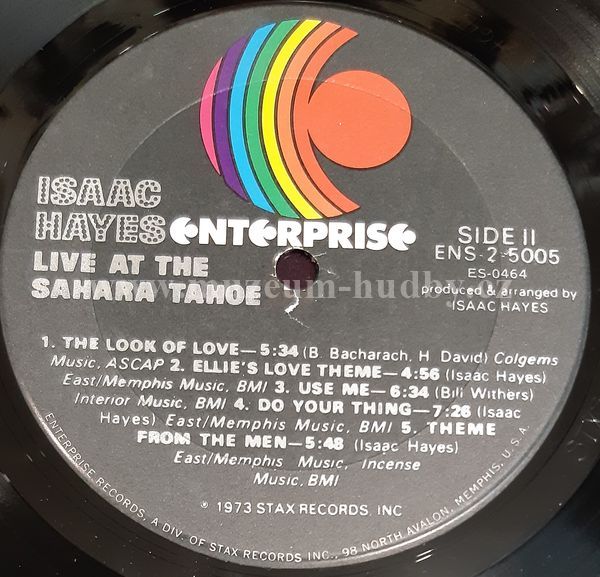 ISAAC
HAYES
ENTERPRISE
LIVE AT THE
SAHARA TAHOE
SIDE II
ENS-2-5005
ES-0464
produced & arranged by
ISAAC HAYES
1. THE LOOK OF LOVE—5:34 (B. Bacharach, H. David) Colgems
Music, ASCAP 2. ELLIE'S LOVE THEME—4:56 (Isaac Hayes)
East/Memphis Music, BMI 3. USE ME—6:34 (Bill Withers)
Interior Music, BMI 4. DO YOUR THING—7:26 (Isaac
Hayes) East/Memphis Music, BMI 5. THEME
FROM THE MEN—5:48 (Isaac Hayes)
East/Memphis Music, Incense
Music, BMI
© 1973 STAX RECORDS, INC
ENTERPRISE RECORDS, A DIV. OF STAX RECORDS INC., 98 NORTH AVALON, MEMPHIS, U.S.A.
muzeum-hudby.cz